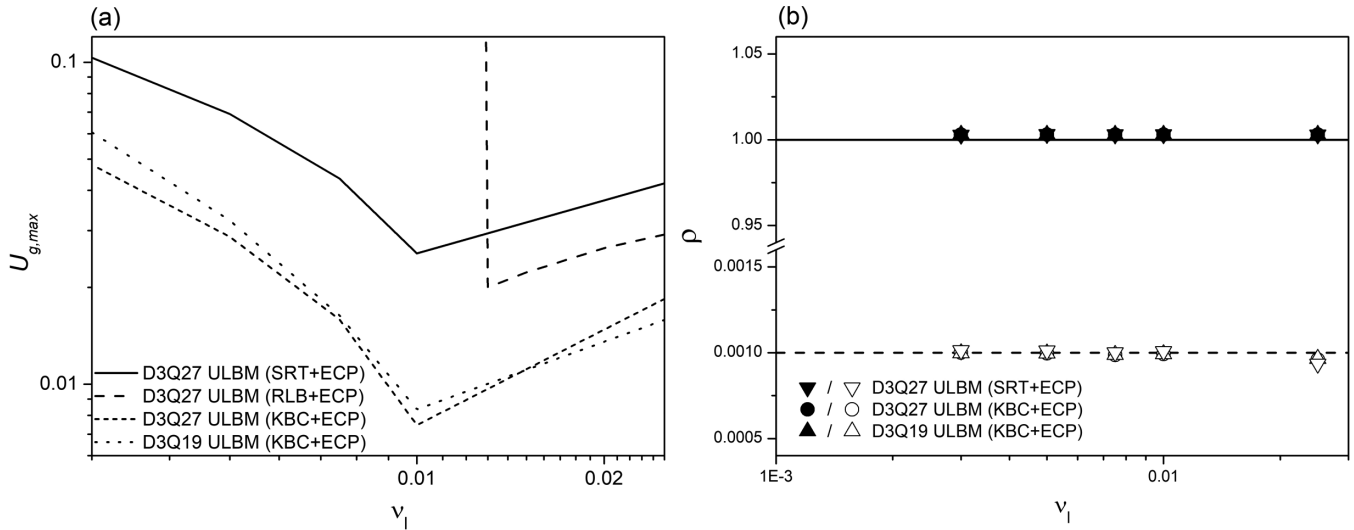 (a)
0.1
U_{g,max}
0.01
D3Q27 ULBM (SRT+ECP)
D3Q27 ULBM (RLB+ECP)
D3Q27 ULBM (KBC+ECP)
D3Q19 ULBM (KBC+ECP)
0.01
0.02
ν_l
(b)
1.05
1.00
0.95
ρ
0.0015
0.0010
0.0005
/ D3Q27 ULBM (SRT+ECP)
/ D3Q27 ULBM (KBC+ECP)
/ D3Q19 ULBM (KBC+ECP)
1E-3
0.01
ν_l